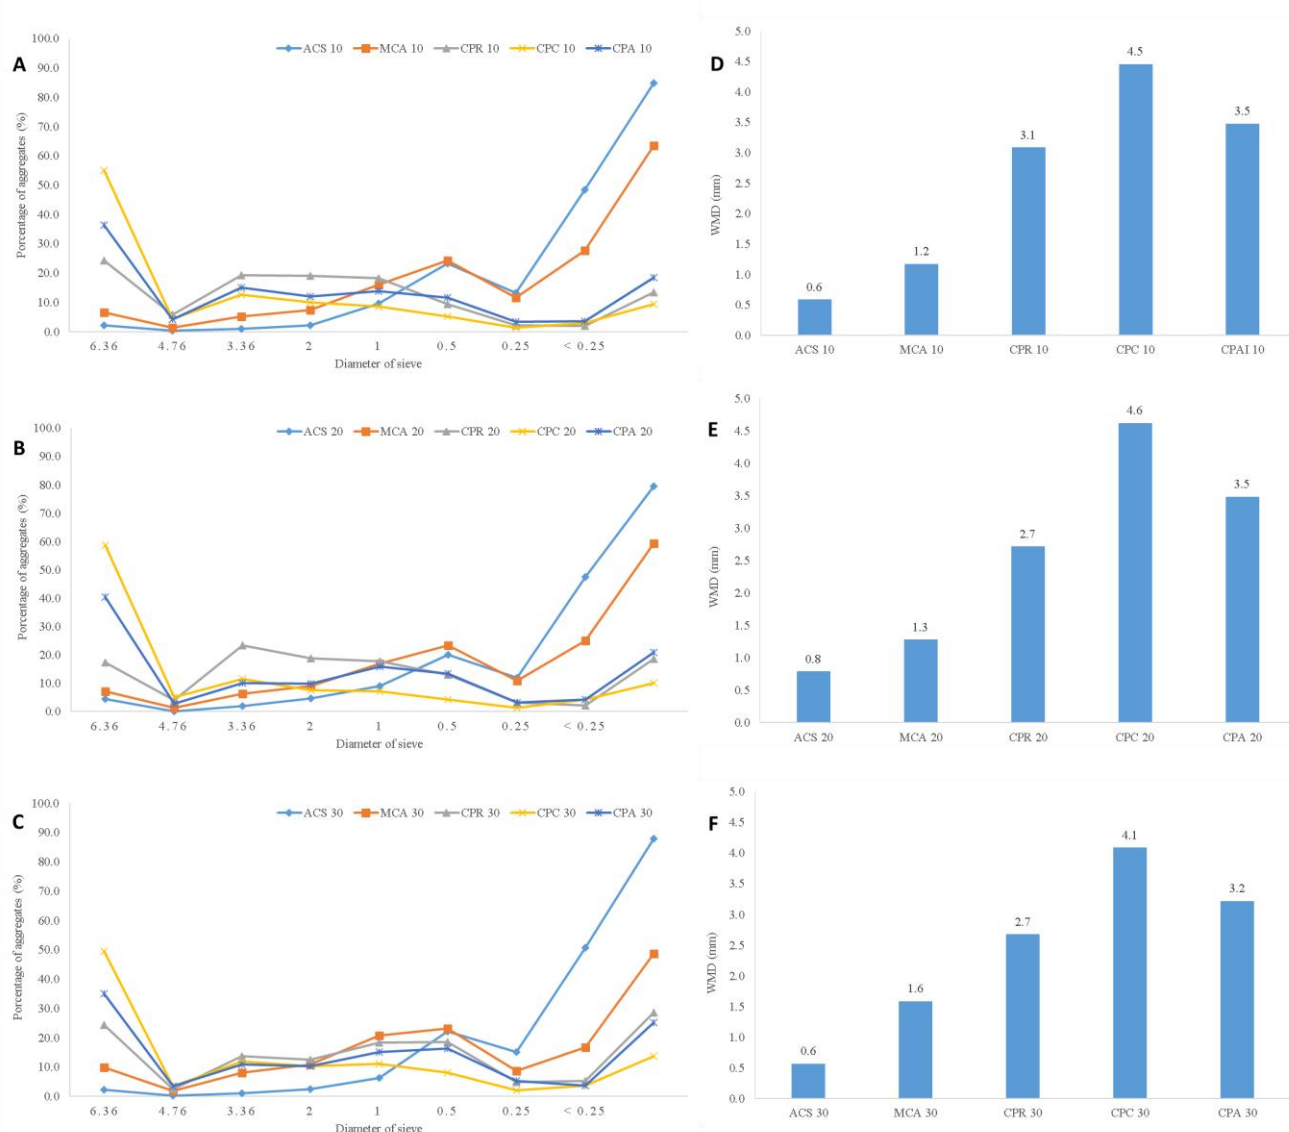 A
100.0
90.0
80.0
70.0
60.0
50.0
40.0
30.0
20.0
10.0
0.0
Porcentage of aggregates (%)
ACS 10 MCA 10 CPR 10 CPC 10 CPA 10
6.36 4.76 3.36 2 1 0.5 0.25 < 0.25
Diameter of sieve
D
5.0
4.5
4.0
3.5
3.0
2.5
2.0
1.5
1.0
0.5
0.0
WMD (mm)
0.6 1.2 3.1 4.5 3.5
ACS 10 MCA 10 CPR 10 CPC 10 CPAI 10
B
100.0
90.0
80.0
70.0
60.0
50.0
40.0
30.0
20.0
10.0
0.0
Porcentage of aggregates (%)
ACS 20 MCA 20 CPR 20 CPC 20 CPA 20
6.36 4.76 3.36 2 1 0.5 0.25 < 0.25
Diameter of sieve
E
5.0
4.5
4.0
3.5
3.0
2.5
2.0
1.5
1.0
0.5
0.0
WMD (mm)
0.8 1.3 2.7 4.6 3.5
ACS 20 MCA 20 CPR 20 CPC 20 CPA 20
C
100.0
90.0
80.0
70.0
60.0
50.0
40.0
30.0
20.0
10.0
0.0
Porcentage of aggregates (%)
ACS 30 MCA 30 CPR 30 CPC 30 CPA 30
6.36 4.76 3.36 2 1 0.5 0.25 < 0.25
Diameter of sieve
F
5.0
4.5
4.0
3.5
3.0
2.5
2.0
1.5
1.0
0.5
0.0
WMD (mm)
0.6 1.6 2.7 4.1 3.2
ACS 30 MCA 30 CPR 30 CPC 30 CPA 30